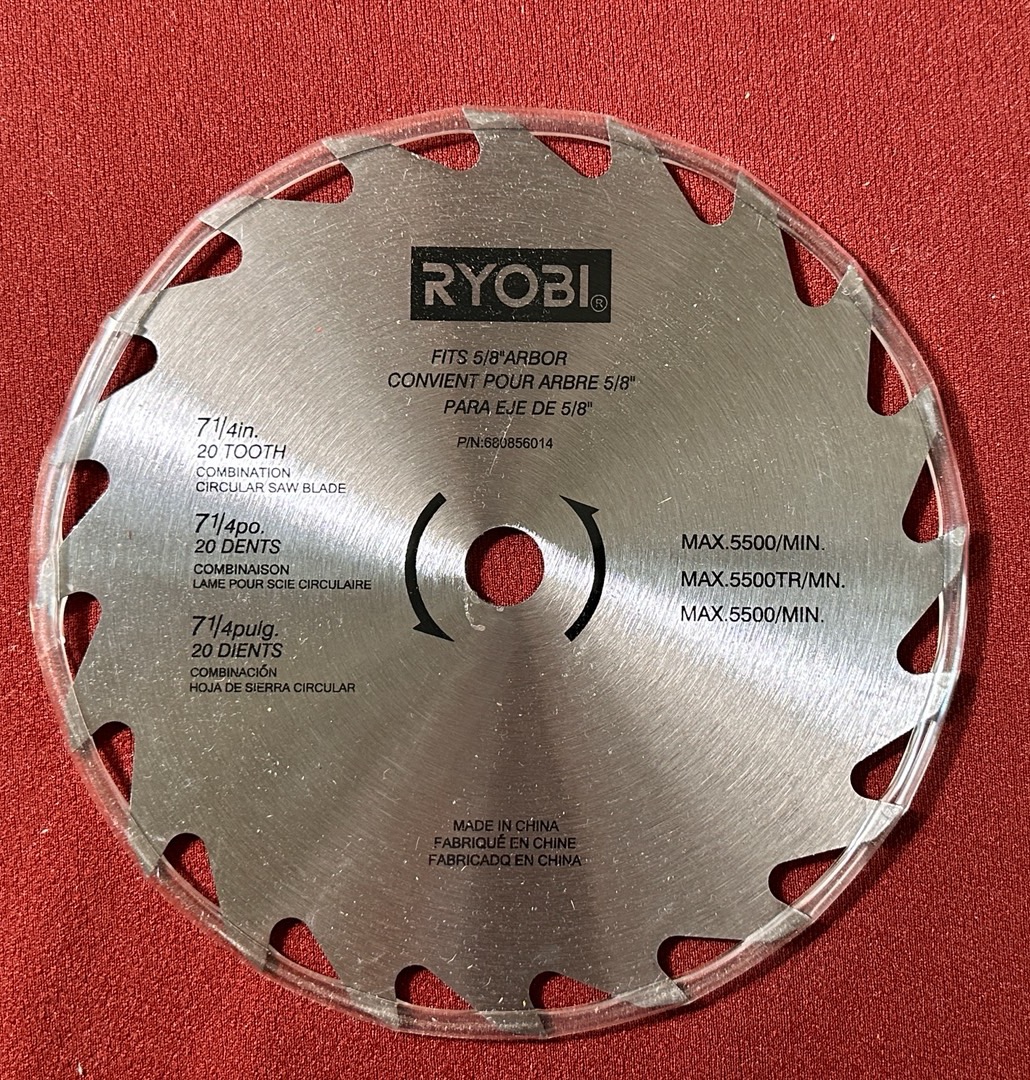 RYOBI®
FITS 5/8"ARBOR
CONVIENT POUR ARBRE 5/8"
PARA EJE DE 5/8"
P/N:680856014
7 1/4in.
20 TOOTH
COMBINATION
CIRCULAR SAW BLADE
7 1/4po.
20 DENTS
COMBINAISON
LAME POUR SCIE CIRCULAIRE
7 1/4pulg.
20 DIENTS
COMBINACIÓN
HOJA DE SIERRA CIRCULAR
MAX.5500/MIN.
MAX.5500TR/MN.
MAX.5500/MIN.
MADE IN CHINA
FABRIQUÉ EN CHINE
FABRICADO EN CHINA